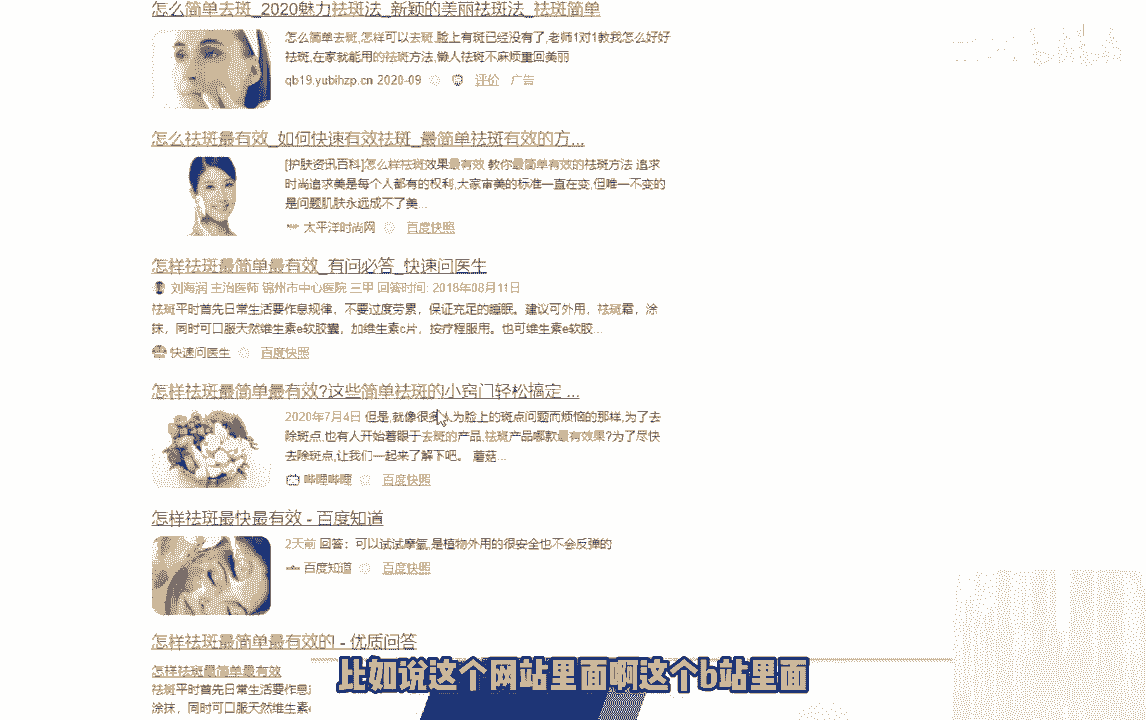 怎么简单去斑_2020魅力祛斑法_新颖的美丽祛斑法_祛斑简单
怎么简单去斑,怎样可以去斑,脸上有斑已经没有了,老师1对1教我怎么好好
祛斑,在家就能用的祛斑方法,懒人祛斑不麻烦重回美丽
qb19.yubihzp.cn 2020-09 评价 广告
怎么祛斑最有效_如何快速有效祛斑_最简单祛斑有效的方...
[护肤资讯百科]怎么样祛斑效果最有效 教你最简单有效的祛斑方法 追求
时尚追求美是每个人都有的权利,大家审美的标准一直在变,但唯一不变的
是问题肌肤永远成不了美...
太平洋时尚网 百度快照
怎样祛斑最简单最有效_有问必答_快速问医生
刘海润 主治医师 锦州市中心医院 三甲 回答时间: 2018年08月11日
祛斑平时首先日常生活要作息规律，不要过度劳累，保证充足的睡眠。建议可外用，祛斑霜，涂
抹，同时可口服天然维生素e软胶囊，加维生素c片，按疗程服用。也可维生素e软胶...
快速问医生 百度快照
怎样祛斑最简单最有效?这些简单祛斑的小窍门轻松搞定 ...
2020年7月4日 但是,就像很多人为脸上的斑点问题而烦恼的那样,为了去
除斑点,也有人开始着眼于去斑的产品,祛斑产品哪款最有效果?为了尽快
去除斑点,让我们一起来了解下吧。 蘑菇...
哔哩哔哩 百度快照
怎样祛斑最快最有效 - 百度知道
2天前 回答：可以试试摩氧,是植物外用的很安全也不会反弹的
百度知道 百度快照
怎样祛斑最简单最有效的 - 优质问答
怎样祛斑最简单最有效
祛斑平时首先日常生活要作息
涂抹，同时可口服天然维生素e
比如说这个网站里面啊这个b站里面